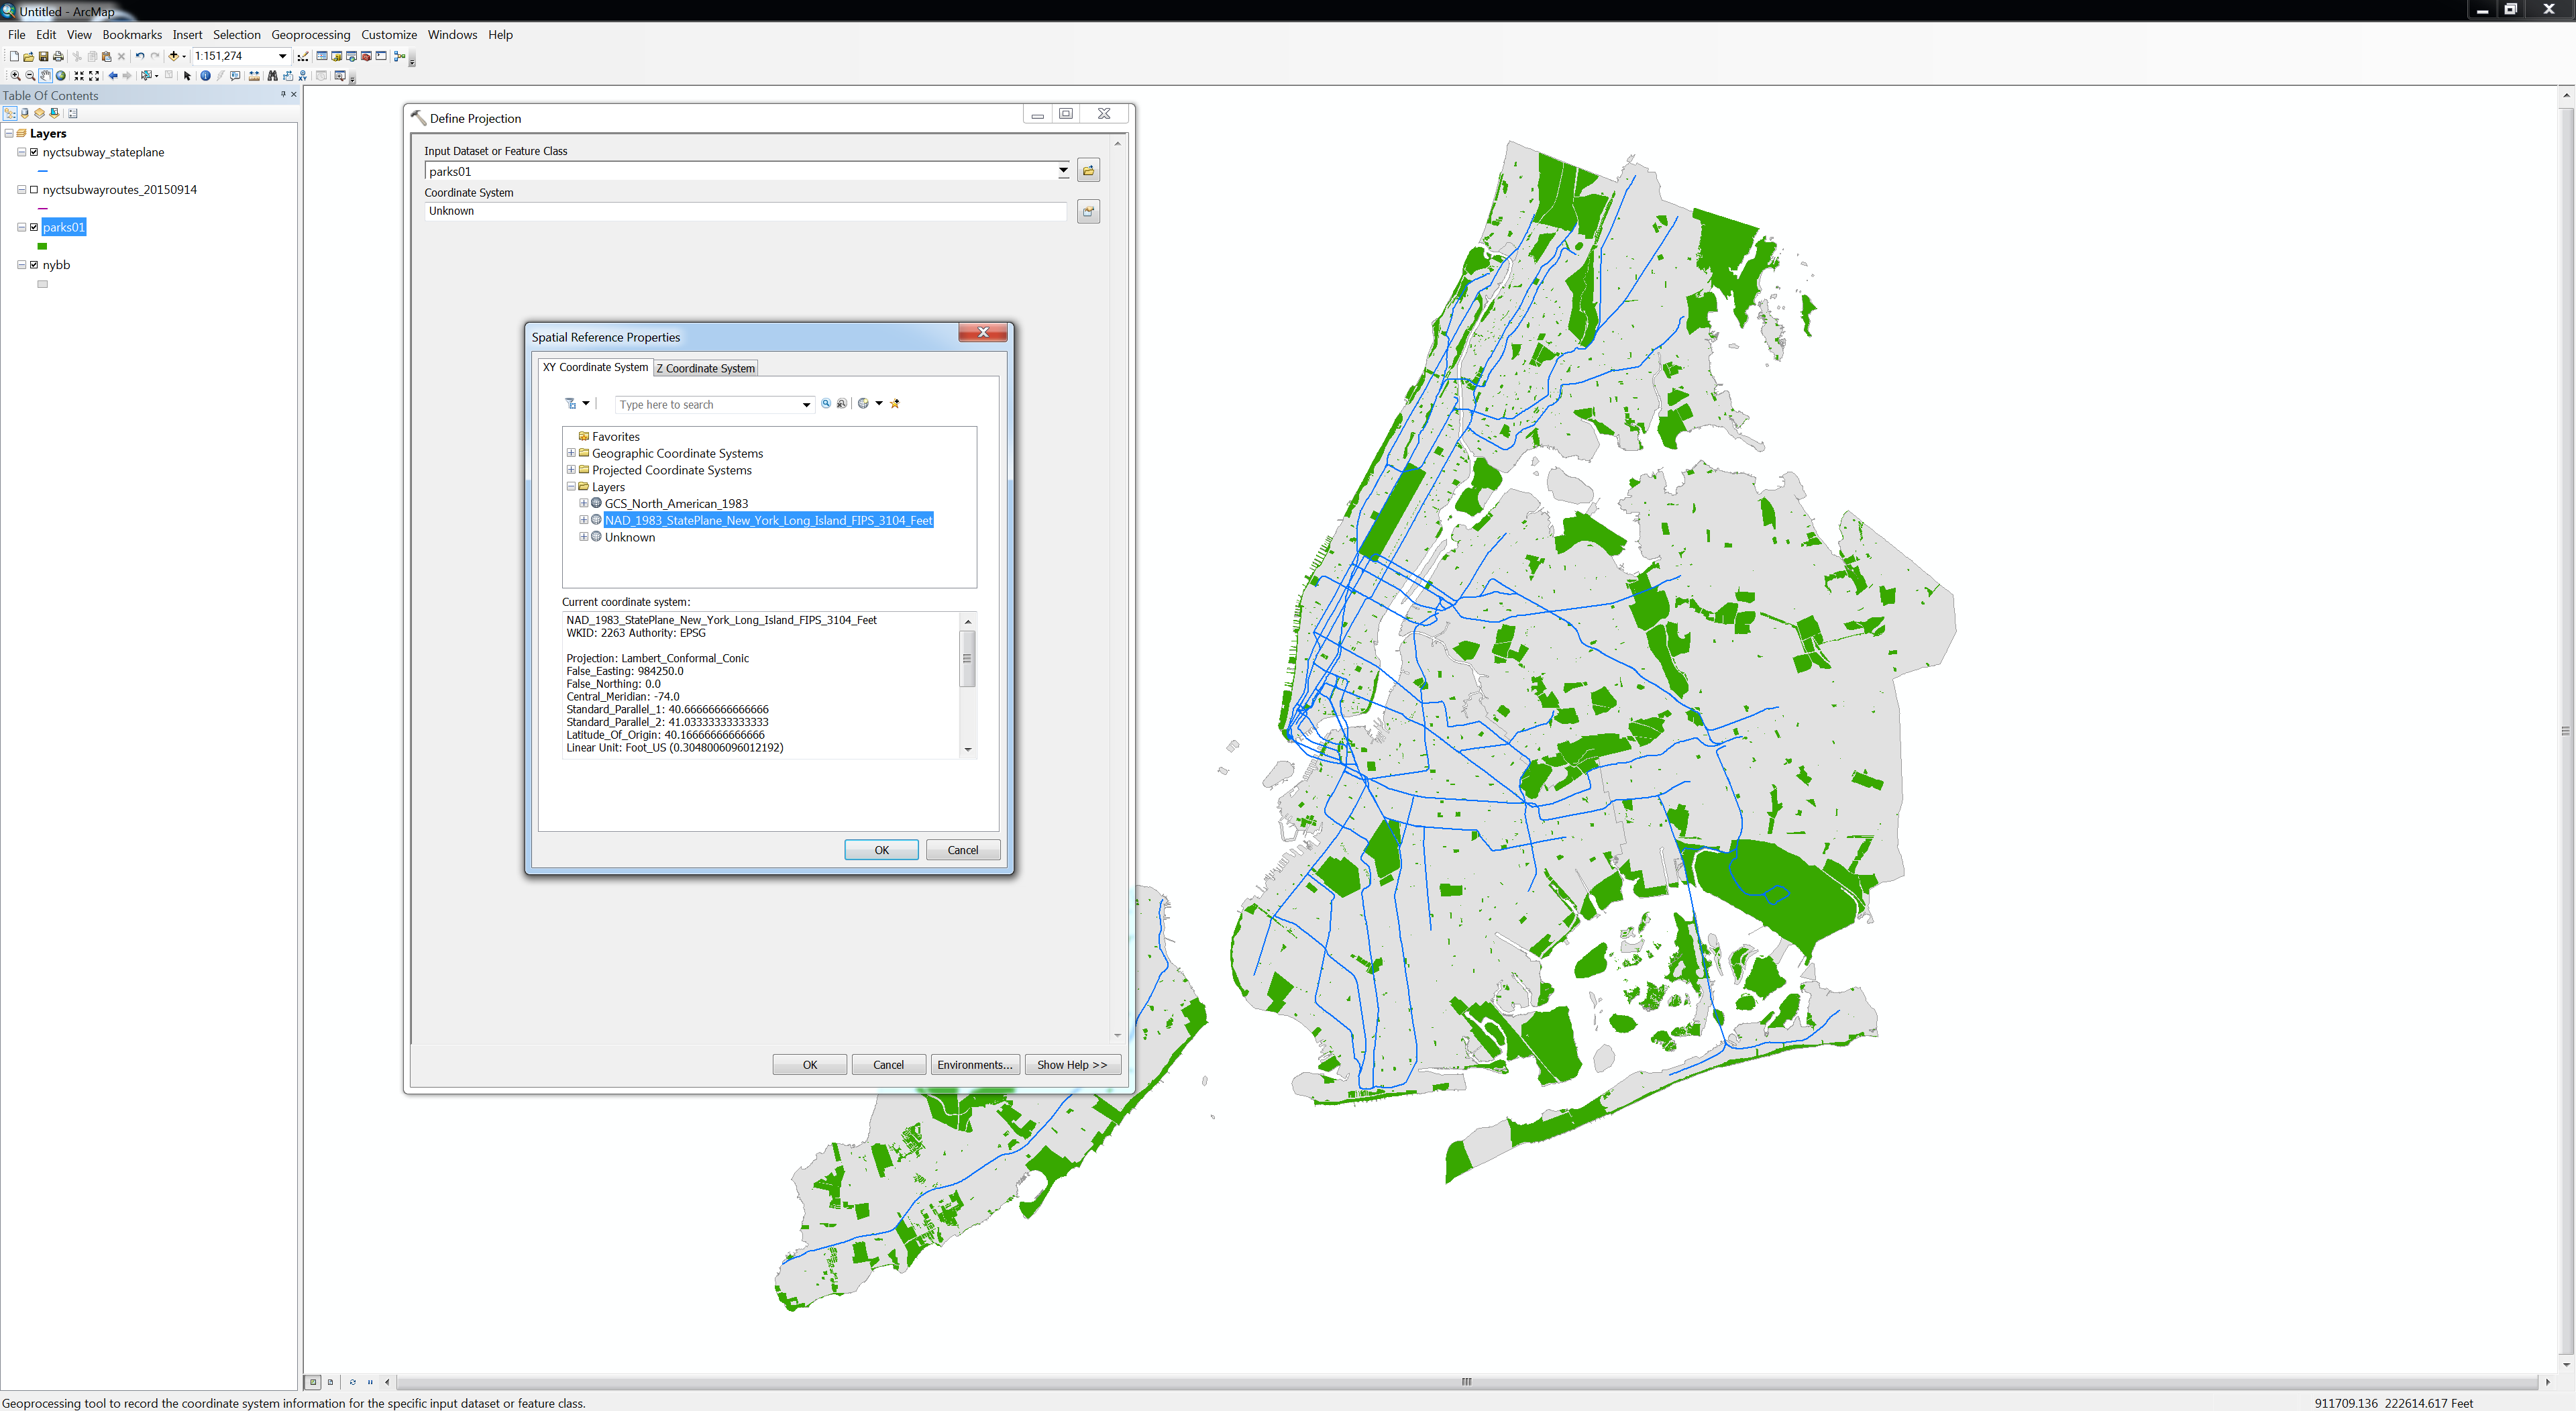 Untitled - ArcMap
File Edit View Bookmarks Insert Selection Geoprocessing Customize Windows Help
1:151,274
Table Of Contents
Layers
nyctsubway_stateplane
nyctsubwayroutes_20150914
parks01
nybb
Define Projection
Input Dataset or Feature Class
parks01
Coordinate System
Unknown
Spatial Reference Properties
XY Coordinate System Z Coordinate System
Type here to search
Favorites
Geographic Coordinate Systems
Projected Coordinate Systems
Layers
GCS_North_American_1983
NAD_1983_StatePlane_New_York_Long_Island_FIPS_3104_Feet
Unknown
Current coordinate system:
NAD_1983_StatePlane_New_York_Long_Island_FIPS_3104_Feet
WKID: 2263 Authority: EPSG
Projection: Lambert_Conformal_Conic
False_Easting: 984250.0
False_Northing: 0.0
Central_Meridian: -74.0
Standard_Parallel_1: 40.66666666666666
Standard_Parallel_2: 41.03333333333333
Latitude_Of_Origin: 40.16666666666666
Linear Unit: Foot_US (0.3048006096012192)
OK Cancel
OK Cancel Environments... Show Help >>
Geoprocessing tool to record the coordinate system information for the specific input dataset or feature class.
911709.136 222614.617 Feet